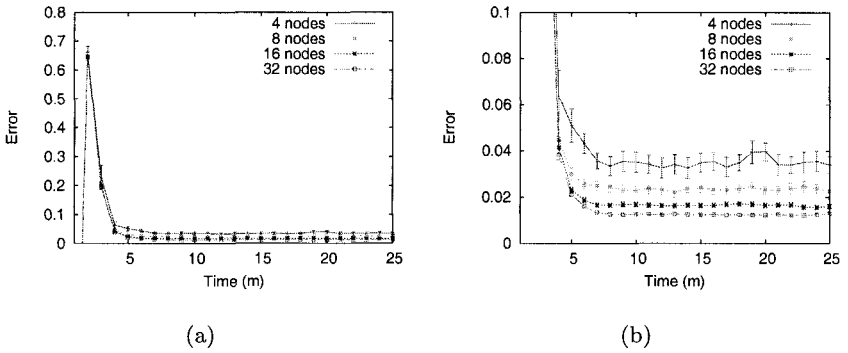 4 nodes
8 nodes
16 nodes
32 nodes
0.8
0.7
0.6
0.5
0.4
0.3
0.2
0.1
0
Error
5
10
15
20
25
Time (m)
(a)
4 nodes
8 nodes
16 nodes
32 nodes
0.1
0.08
0.06
0.04
0.02
0
Error
5
10
15
20
25
Time (m)
(b)